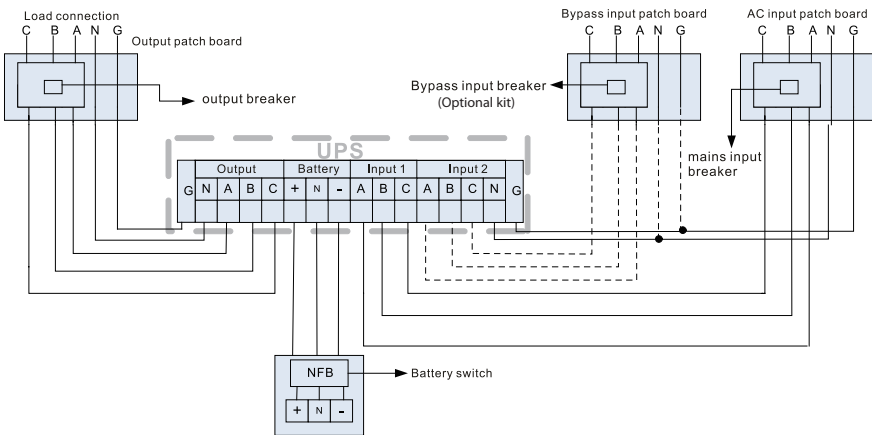 Load connection
C B A N G
Output patch board
output breaker
Bypass input patch board
C B A N G
Bypass input breaker
(Optional kit)
AC input patch board
C B A N G
mains input
breaker
UPS
Output Battery Input 1 Input 2
G N A B C + N - A B C A B C N G
NFB
Battery switch
+ N -